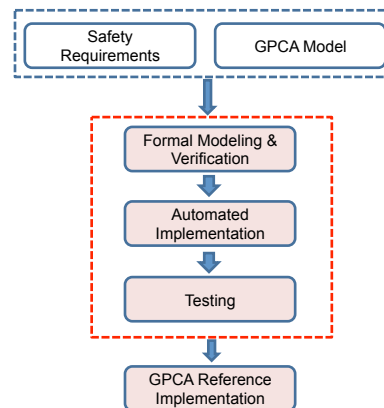 Safety
Requirements
GPCA Model
Formal Modeling &
Verification
Automated
Implementation
Testing
GPCA Reference
Implementation